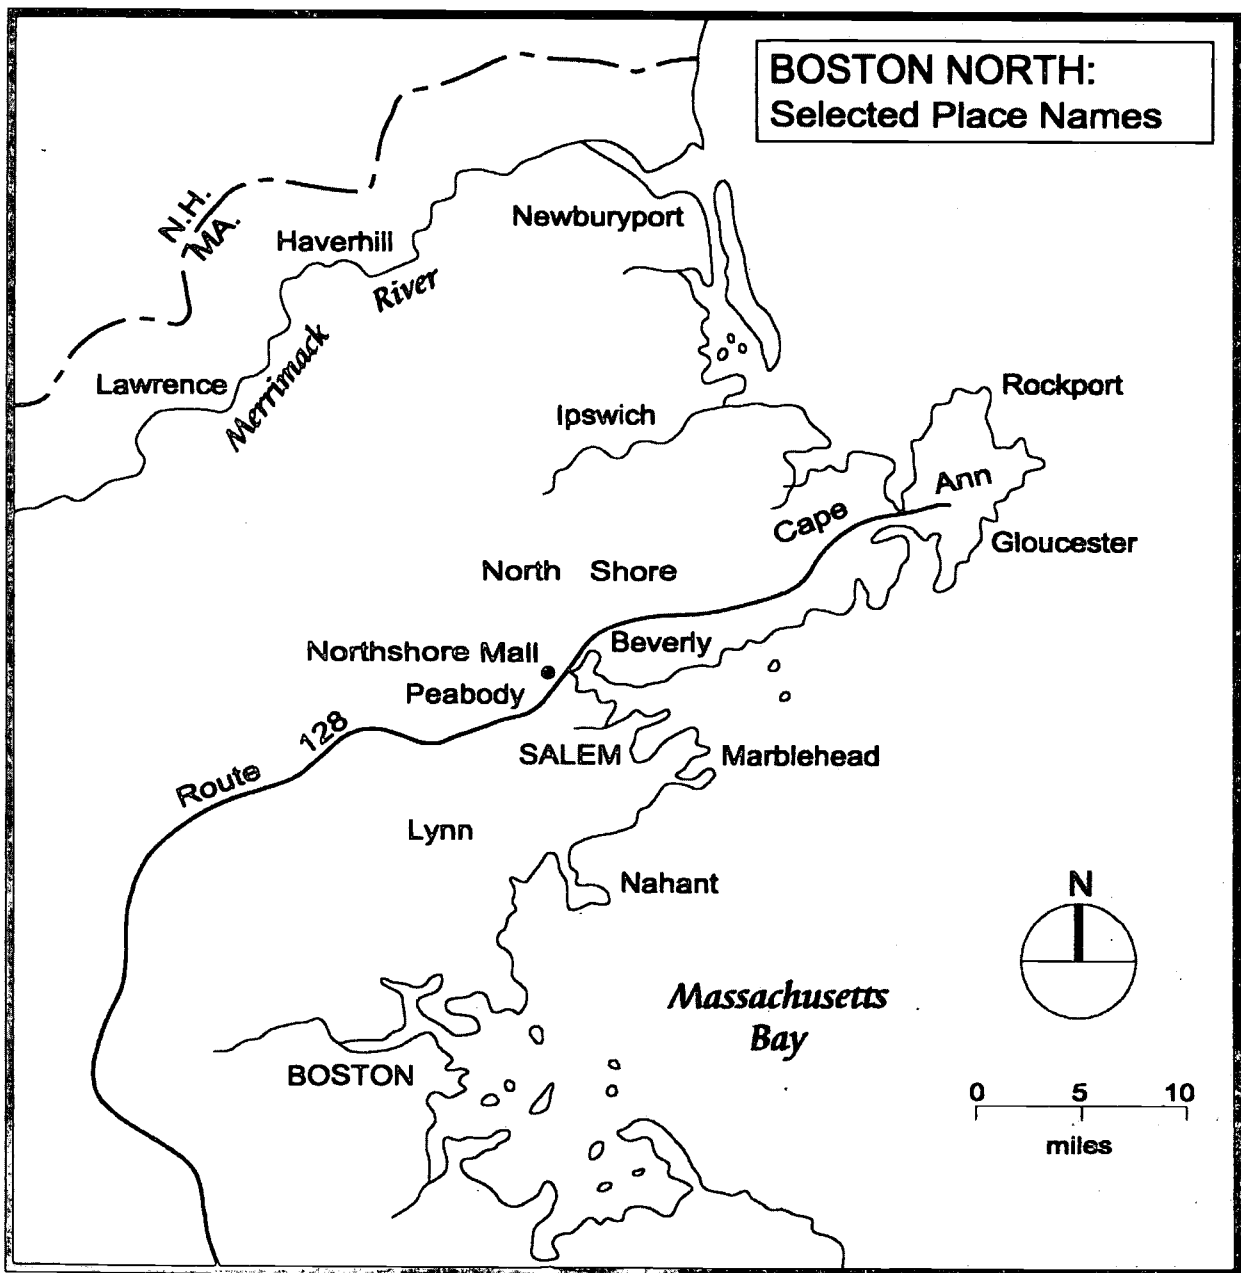 BOSTON NORTH:
Selected Place Names
N.H.
MA.
Newburyport
Haverhill
Merrimack River
Lawrence
Rockport
Ipswich
Cape Ann
Gloucester
North Shore
Beverly
Northshore Mall
Peabody
Route 128
SALEM
Marblehead
Lynn
Nahant
N
Massachusetts
Bay
BOSTON
0 5 10
miles